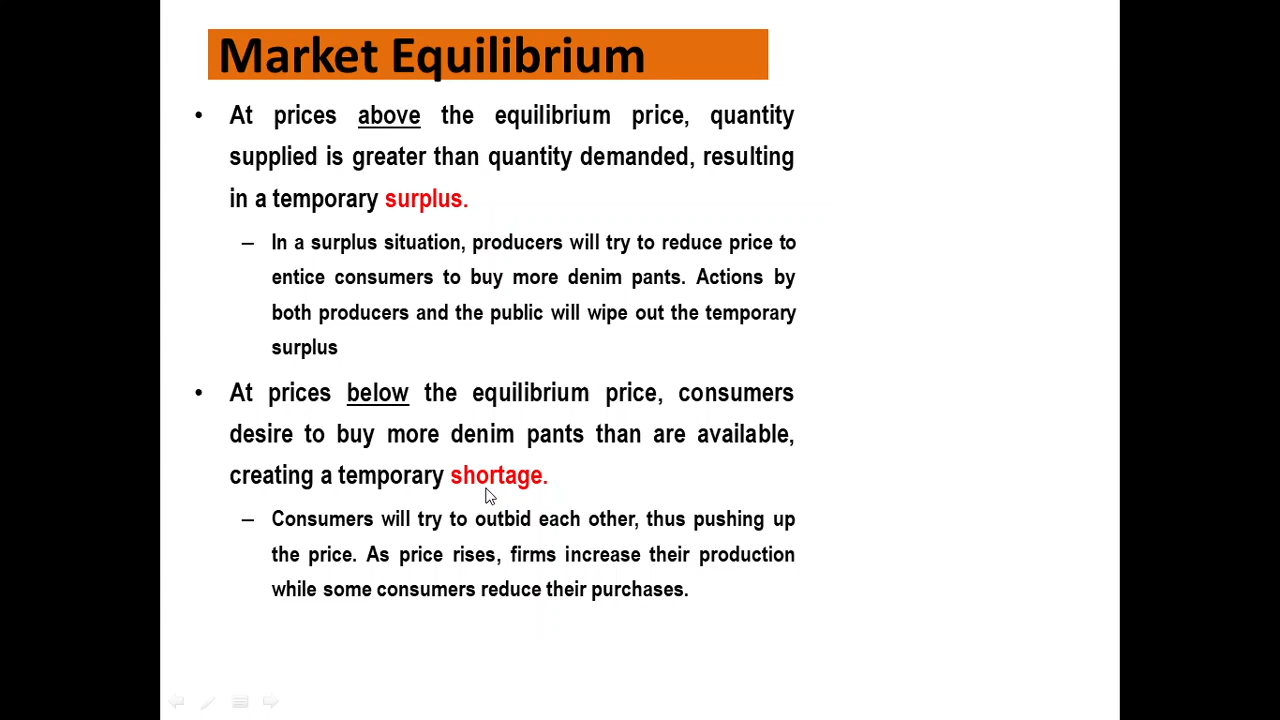 Market Equilibrium
• At prices above the equilibrium price, quantity
supplied is greater than quantity demanded, resulting
in a temporary surplus.
– In a surplus situation, producers will try to reduce price to
entice consumers to buy more denim pants. Actions by
both producers and the public will wipe out the temporary
surplus
• At prices below the equilibrium price, consumers
desire to buy more denim pants than are available,
creating a temporary shortage.
– Consumers will try to outbid each other, thus pushing up
the price. As price rises, firms increase their production
while some consumers reduce their purchases.